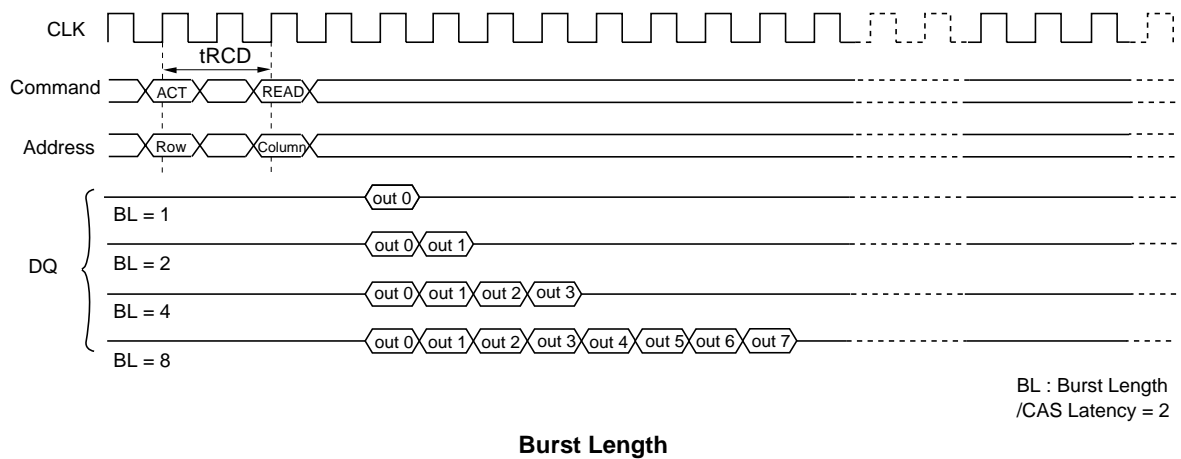 CLK
tRCD
Command ACT READ
Address Row Column
out 0
BL = 1
out 0 out 1
BL = 2
DQ
out 0 out 1 out 2 out 3
BL = 4
out 0 out 1 out 2 out 3 out 4 out 5 out 6 out 7
BL = 8
BL : Burst Length
/CAS Latency = 2
Burst Length